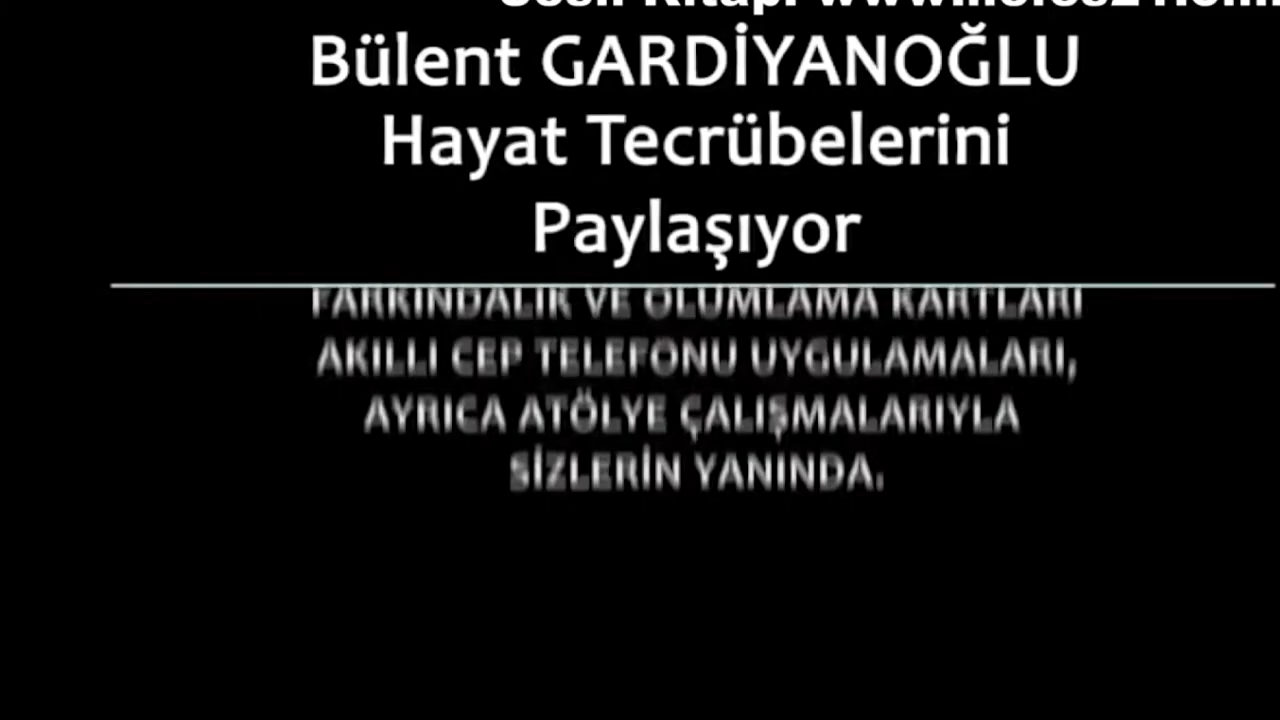 Bülent GARDİYANOĞLU
Hayat Tecrübelerini
Paylaşıyor
FARKINDALIK VE OLUMLAMA KARTLARI
AKILLI CEP TELEFONU UYGULAMALARI,
AYRICA ATÖLYE ÇALIŞMALARIYLA
SİZLERİN YANINDA.